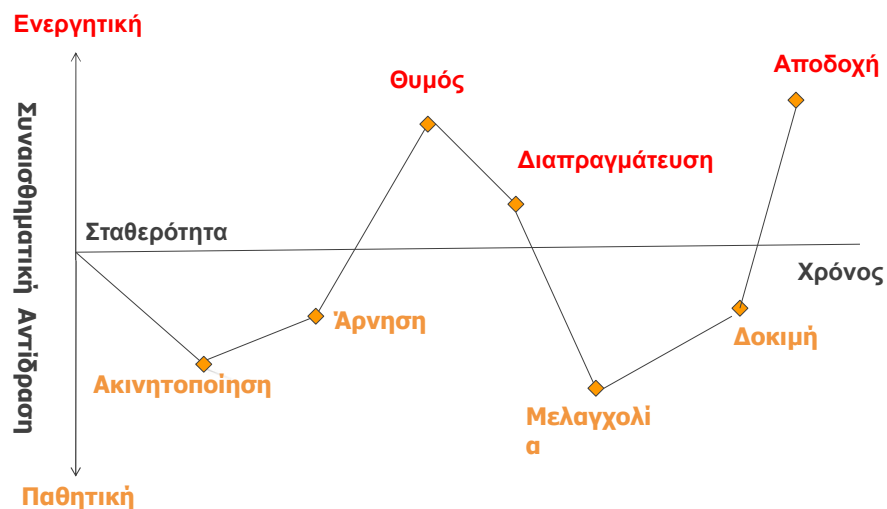 Ενεργητική
Συναισθηματική Αντίδραση
Θυμός
Αποδοχή
Διαπραγμάτευση
Σταθερότητα
Χρόνος
Άρνηση
Δοκιμή
Ακινητοποίηση
Μελαγχολί
α
Παθητική